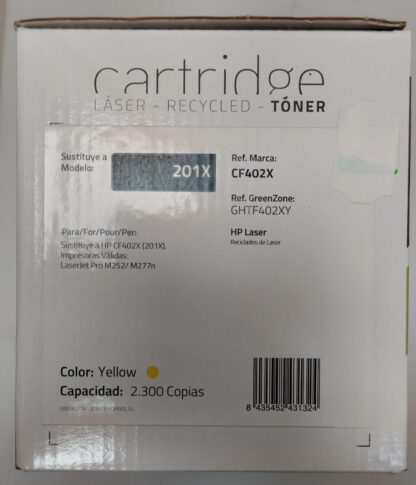 cartridge
LÁSER - RECYCLED - TÓNER
Sustituye a
Modelo:
201X
Ref. Marca:
CF402X
Ref. GreenZone:
GHTF402XY
HP Laser
Reciclados de Laser
Para/For/Pour/Per:
Sustituye a HP CF402X (201X).
Impresoras Válidas:
LaserJet Pro M252/ M277n
Color: Yellow
Capacidad: 2.300 Copias
8 435452 431324